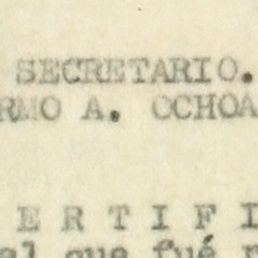 SECRETARIO.
RMO A. OCHOA
E R T I F I
al que fué